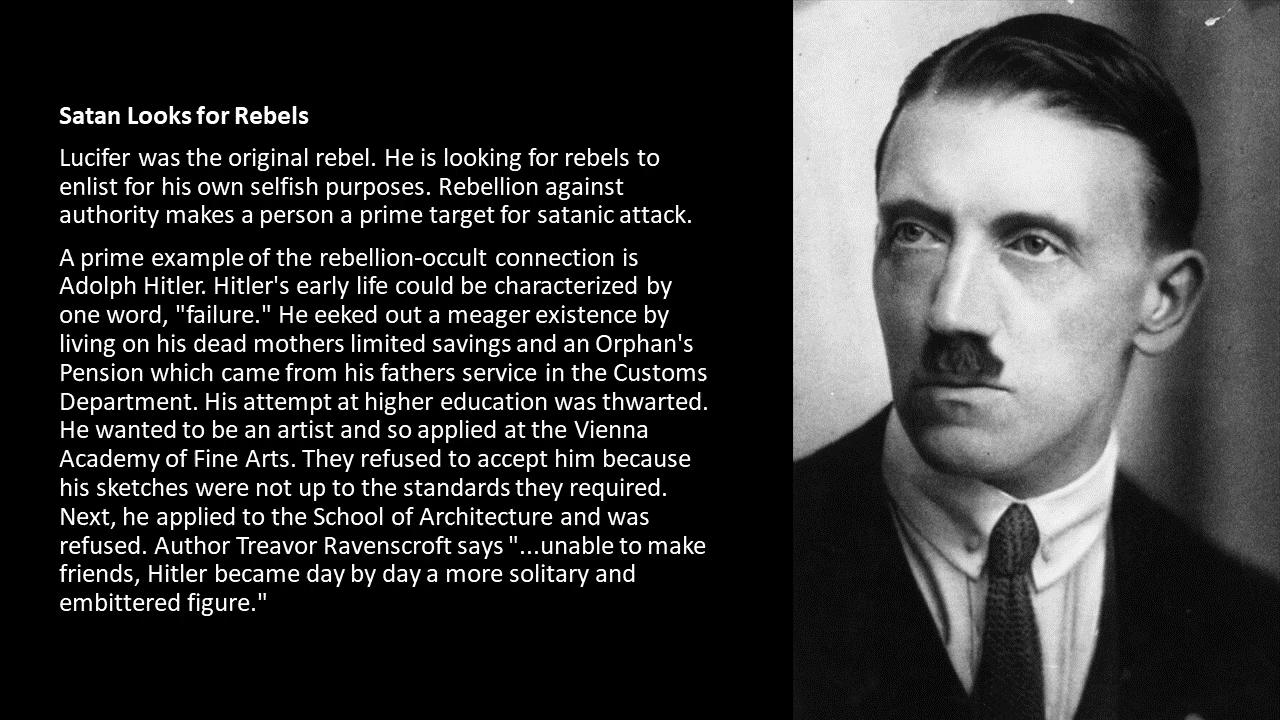 Satan Looks for Rebels
Lucifer was the original rebel. He is looking for rebels to
enlist for his own selfish purposes. Rebellion against
authority makes a person a prime target for satanic attack.
A prime example of the rebellion-occult connection is
Adolph Hitler. Hitler's early life could be characterized by
one word, "failure." He eeked out a meager existence by
living on his dead mothers limited savings and an Orphan's
Pension which came from his fathers service in the Customs
Department. His attempt at higher education was thwarted.
He wanted to be an artist and so applied at the Vienna
Academy of Fine Arts. They refused to accept him because
his sketches were not up to the standards they required.
Next, he applied to the School of Architecture and was
refused. Author Treavor Ravenscroft says "...unable to make
friends, Hitler became day by day a more solitary and
embittered figure."